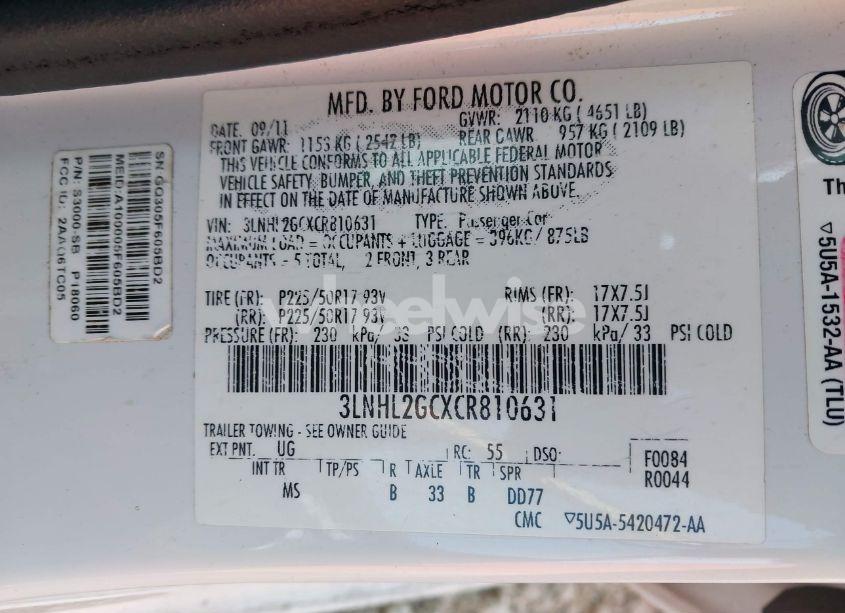 MFD. BY FORD MOTOR CO.
DATE: 09/11
GVWR: 2110 KG ( 4651 LB)
FRONT GAWR: 1153 KG ( 2542 LB)
REAR GAWR: 957 KG ( 2109 LB)
THIS VEHICLE CONFORMS TO ALL APPLICABLE FEDERAL MOTOR
VEHICLE SAFETY, BUMPER, AND THEFT PREVENTION STANDARDS
IN EFFECT ON THE DATE OF MANUFACTURE SHOWN ABOVE.
VIN: 3LNHL2GCXCR810631 TYPE: Passenger Car
MAXIMUM LOAD = OCCUPANTS + LUGGAGE = 396KG/ 875LB
OCCUPANTS = 5 TOTAL, 2 FRONT, 3 REAR
TIRE (FR): P225/50R17 93V RIMS (FR): 17X7.5J
(RR): P225/50R17 93V (RR): 17X7.5J
PRESSURE (FR): 230 kPa/ 33 PSI COLD (RR): 230 kPa/ 33 PSI COLD
3LNHL2GCXCR810631
TRAILER TOWING - SEE OWNER GUIDE
EXT PNT: UG RC: 55 DSO: F0084
R0044
INT TR TP/PS R AXLE TR SPR
MS B 33 B DD77
CMC ▽5U5A-5420472-AA
SN GO305F605BD2
MEID:A100005F605BD2
P/N: S3000-SB P18060
FCC ID: 2AAO6TC05
Th
▽5U5A-1532-AA (TLU)
wheelwise